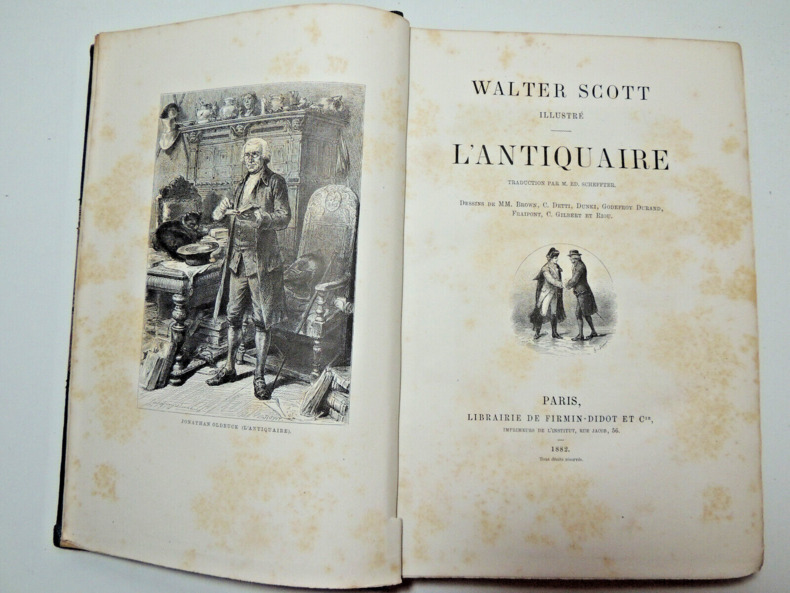 JONATHAN OLDBUCK (L'ANTIQUAIRE).
WALTER SCOTT
ILLUSTRÉ
L'ANTIQUAIRE
TRADUCTION PAR M. ED. SCHEFFTER.
DESSINS DE MM. BROWN, C. DETTI, DUNKI, GODEFROY DURAND,
FRAIPONT, C. GILBERT ET RIOU.
PARIS,
LIBRAIRIE DE FIRMIN-DIDOT ET Cie,
IMPRIMEURS DE L'INSTITUT, RUE JACOB, 56.
1882.
Tous droits réservés.